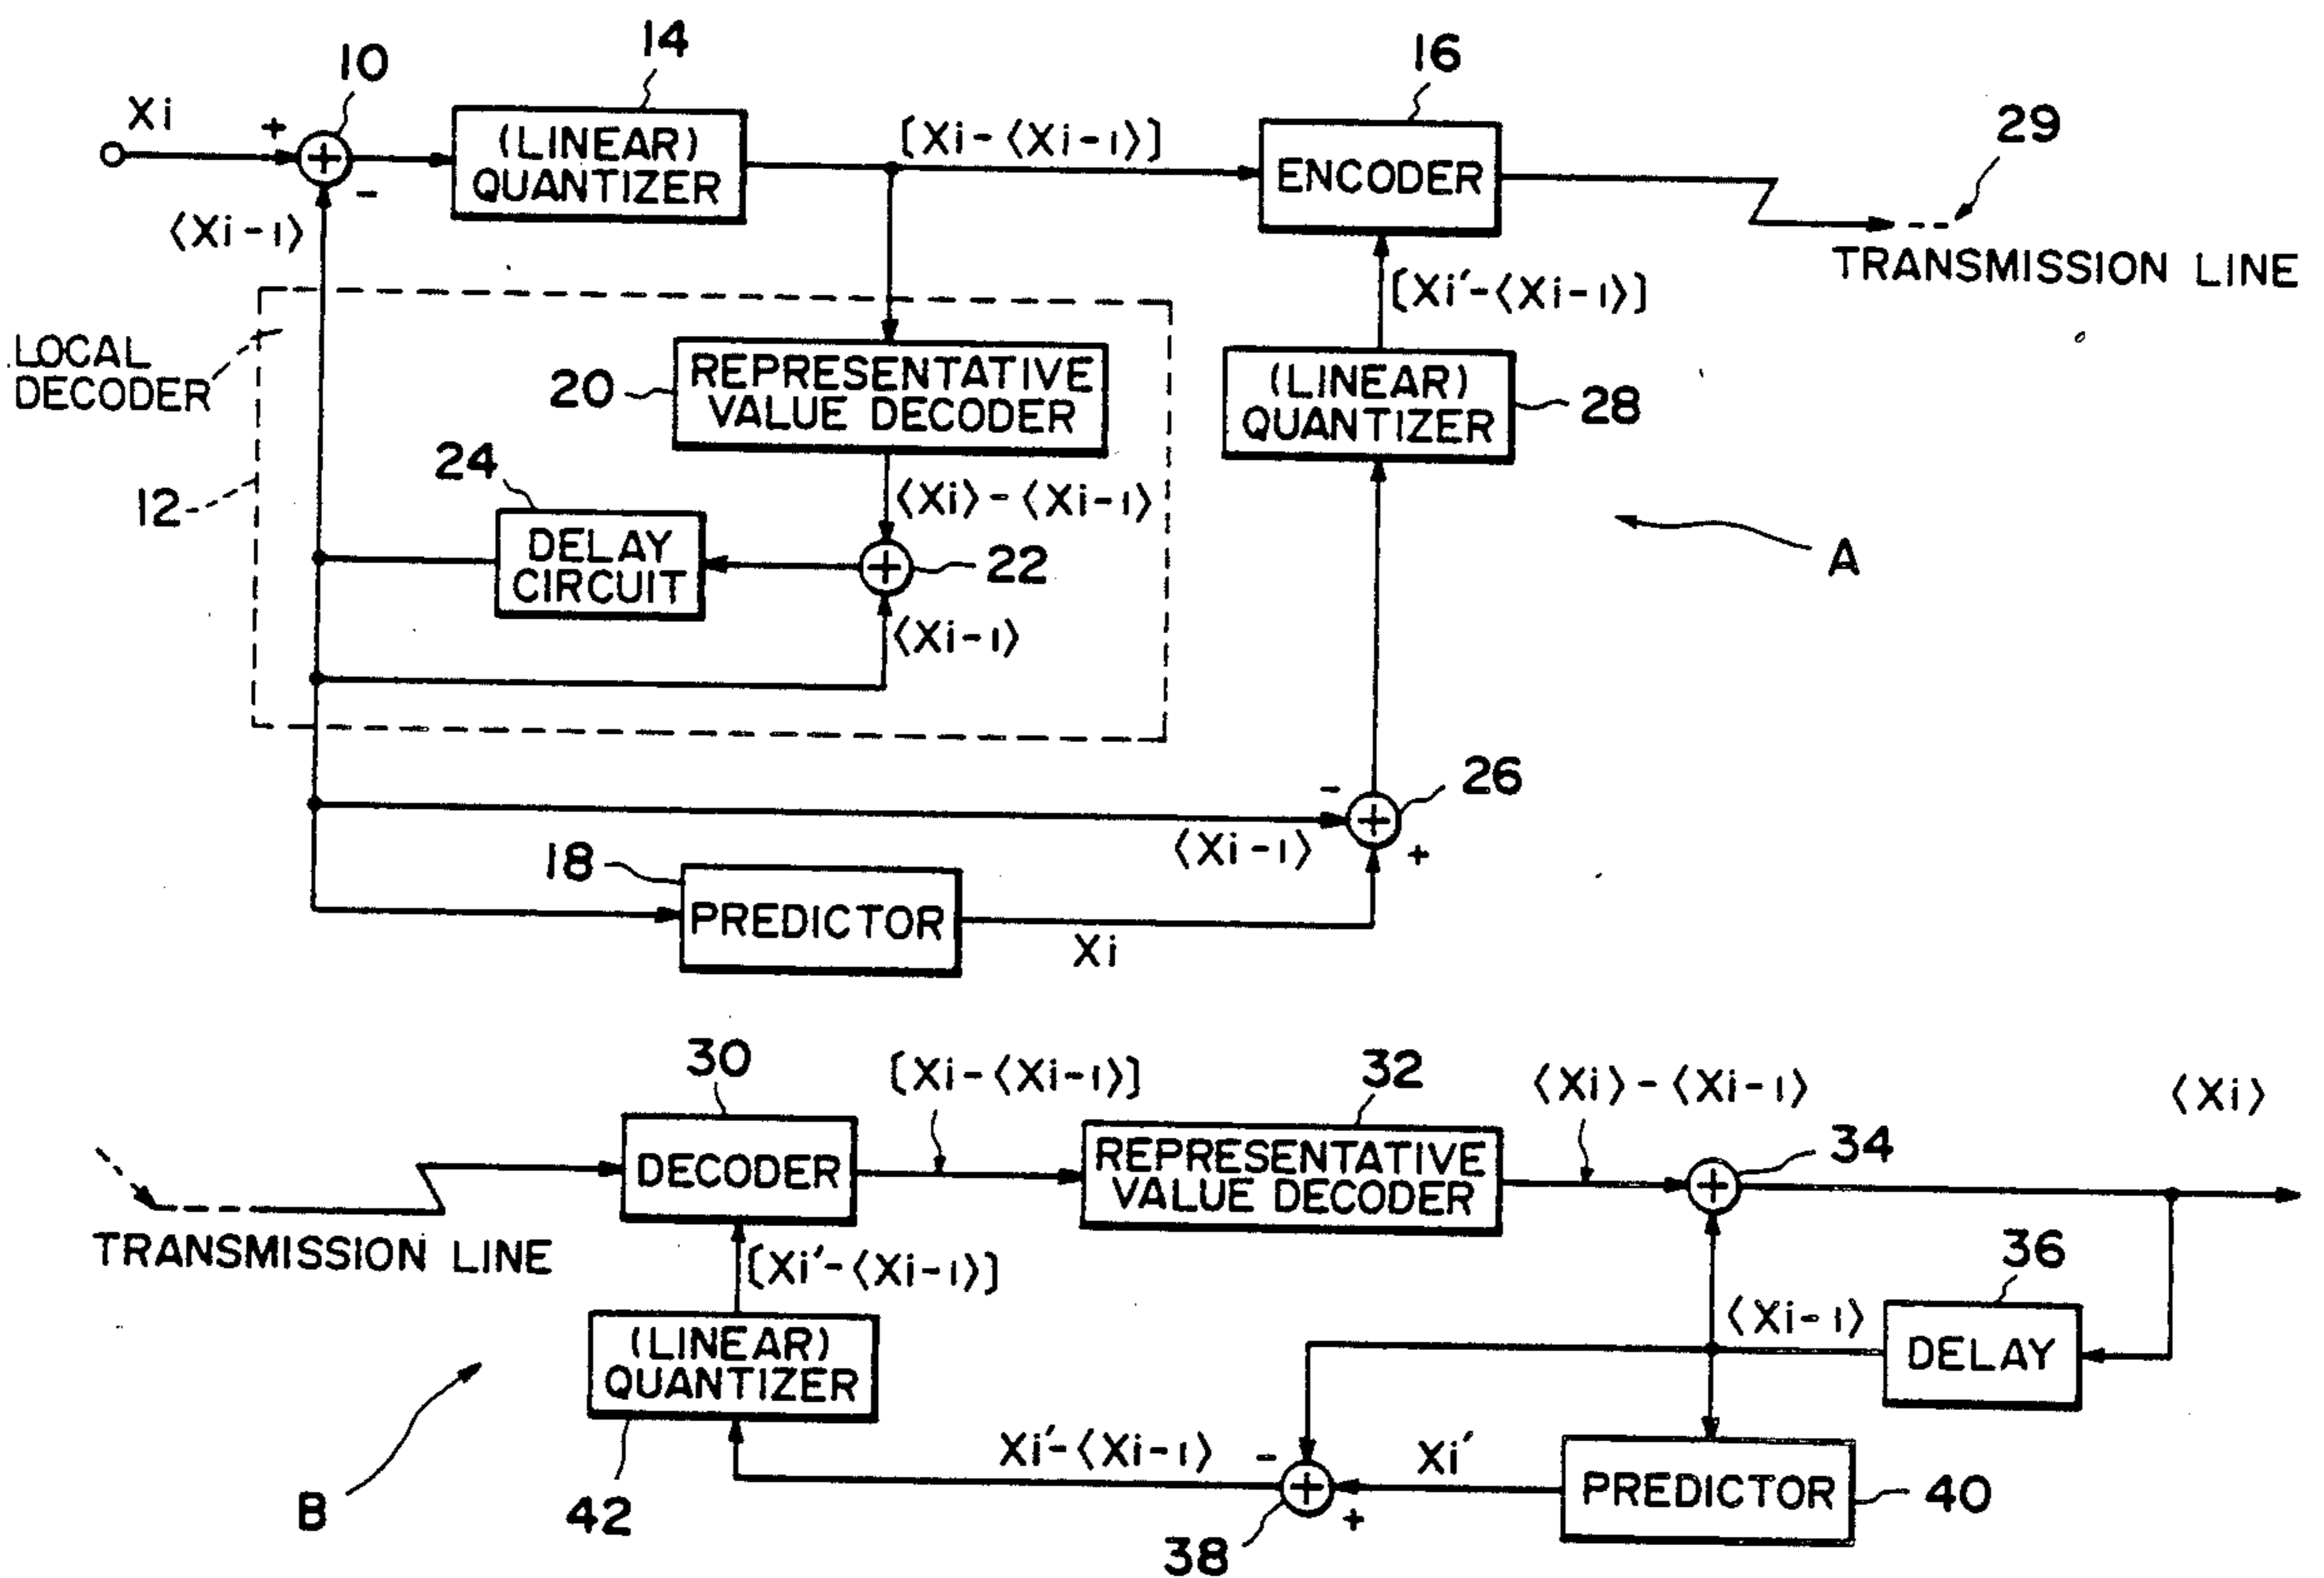 14
16
10
Xi
29
+
(LINEAR)
QUANTIZER
[Xi-⟨Xi-1⟩]
ENCODER
+
-
⟨Xi-1⟩
TRANSMISSION LINE
[Xi'-⟨Xi-1⟩]
LOCAL
DECODER
20
REPRESENTATIVE
VALUE DECODER
(LINEAR)
QUANTIZER
28
24
12
⟨Xi⟩-⟨Xi-1⟩
DELAY
CIRCUIT
+
22
A
⟨Xi-1⟩
26
-
+
⟨Xi-1⟩
+
18
PREDICTOR
Xi
30
[Xi-⟨Xi-1⟩]
32
⟨Xi⟩-⟨Xi-1⟩
⟨Xi⟩
34
DECODER
REPRESENTATIVE
VALUE DECODER
+
TRANSMISSION LINE
[Xi'-⟨Xi-1⟩]
36
⟨Xi-1⟩
DELAY
(LINEAR)
QUANTIZER
B
42
Xi'-⟨Xi-1⟩
-
+
+
Xi'
38
PREDICTOR
40